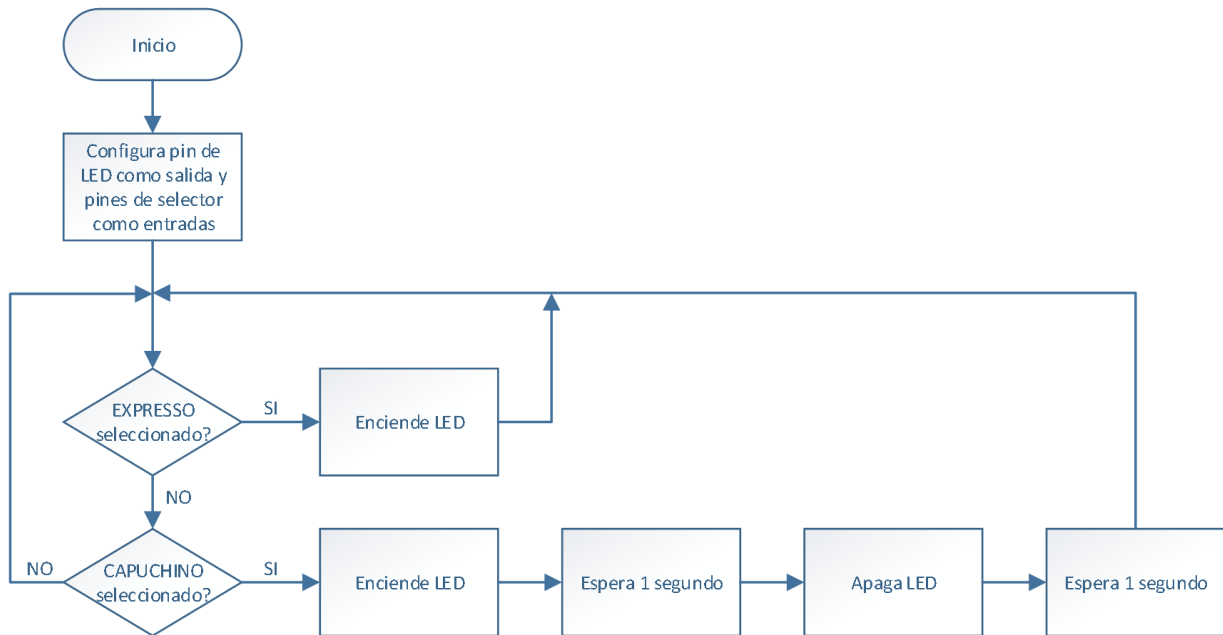 Inicio
Configura pin de
LED como salida y
pines de selector
como entradas
EXPRESSO
seleccionado?
SI
Enciende LED
NO
CAPUCHINO
seleccionado?
NO
SI
Enciende LED
Espera 1 segundo
Apaga LED
Espera 1 segundo